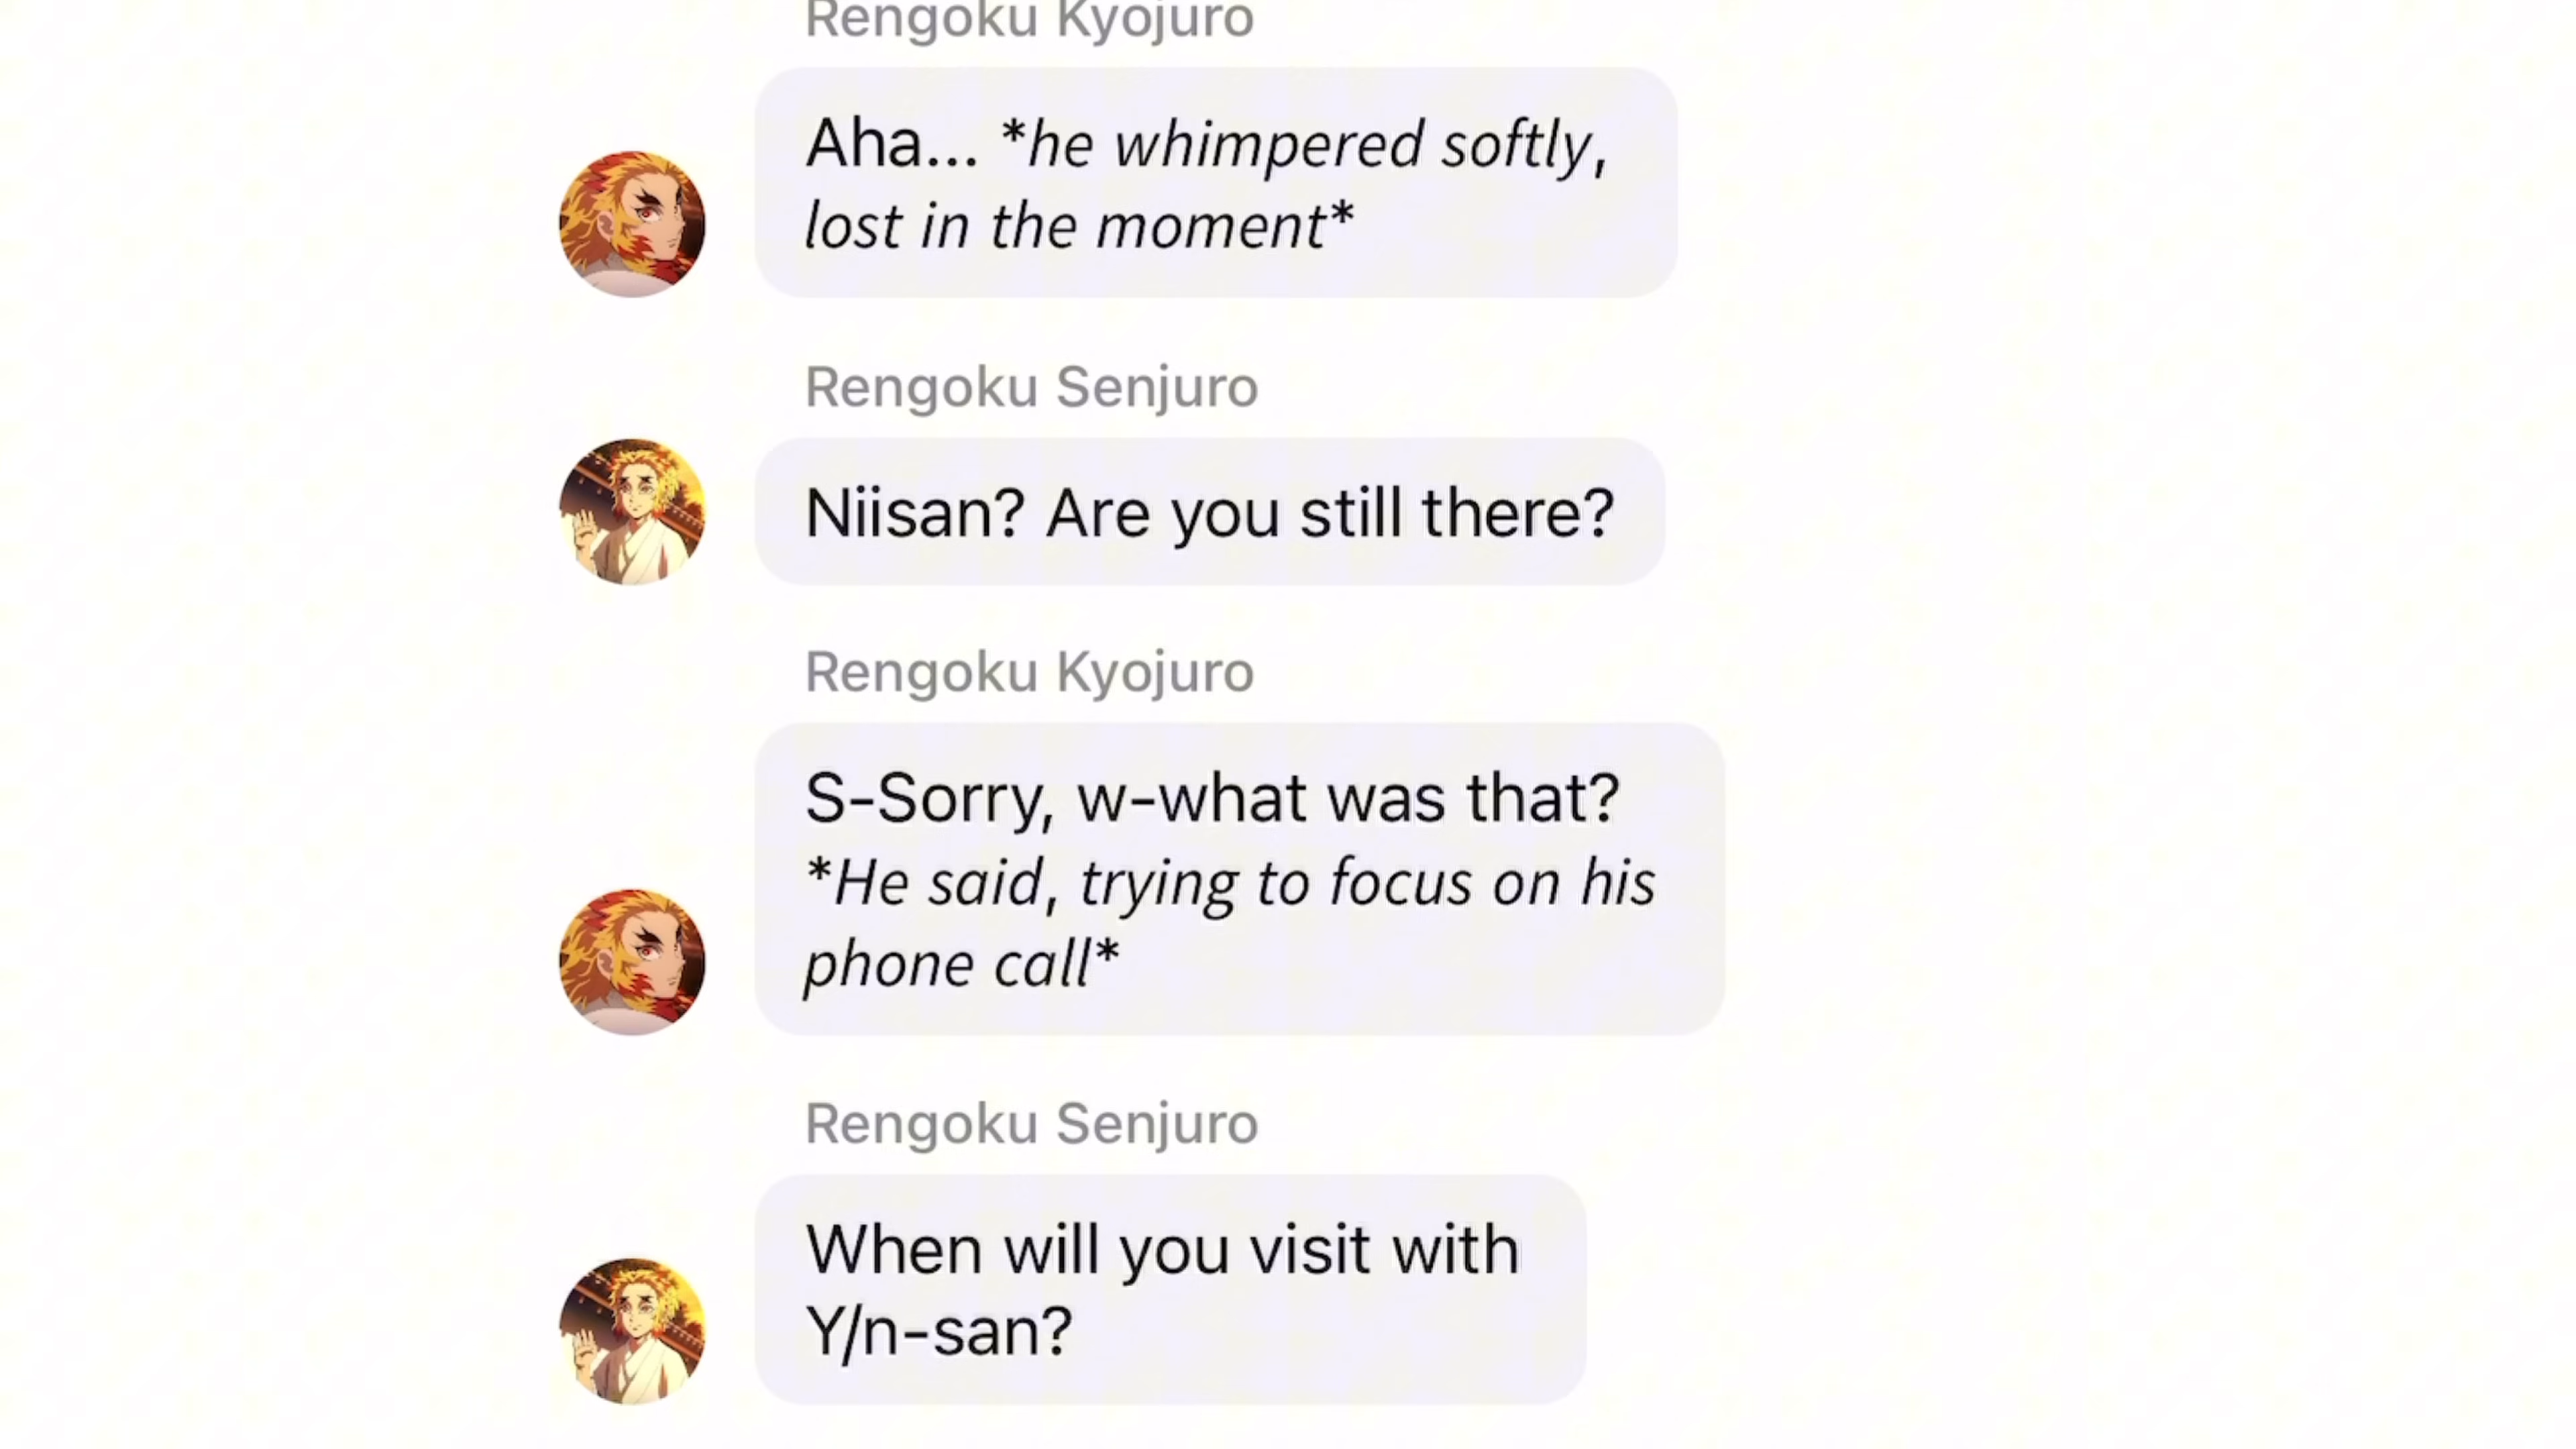 Rengoku Kyojuro
Aha... *he whimpered softly,
lost in the moment*
Rengoku Senjuro
Niisan? Are you still there?
Rengoku Kyojuro
S-Sorry, w-what was that?
*He said, trying to focus on his
phone call*
Rengoku Senjuro
When will you visit with
Y/n-san?